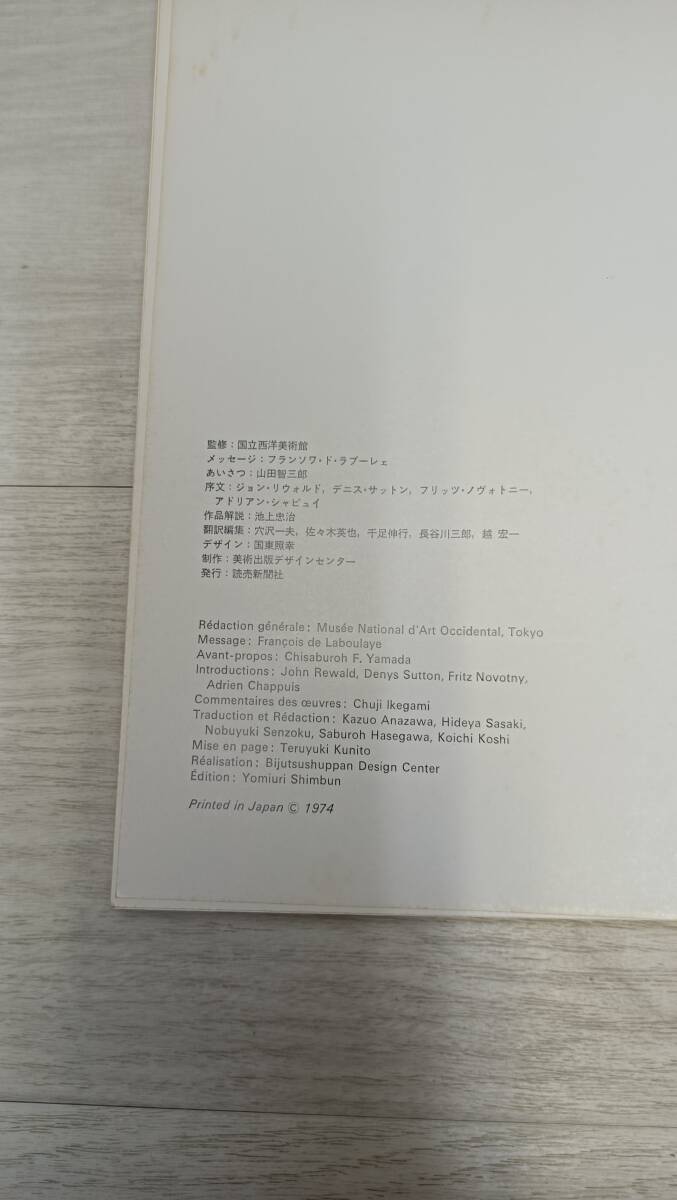 監修：国立西洋美術館
メッセージ：フランソワ・ド・ラブーレェ
あいさつ：山田智三郎
序文：ジョン・リウォルド，デニス・サットン，フリッツ・ノヴォトニー，
アドリアン・シャピュイ
作品解説：池上忠治
翻訳編集：穴沢一夫，佐々木英也，千足伸行，長谷川三郎，越 宏一
デザイン：国東照幸
制作：美術出版デザインセンター
発行：読売新聞社
Rédaction générale: Musée National d'Art Occidental, Tokyo
Message: François de Laboulaye
Avant-propos: Chisaburoh F. Yamada
Introductions: John Rewald, Denys Sutton, Fritz Novotny,
Adrien Chappuis
Commentaires des œuvres: Chuji Ikegami
Traduction et Rédaction: Kazuo Anazawa, Hideya Sasaki,
Nobuyuki Senzoku, Saburoh Hasegawa, Koichi Koshi
Mise en page: Teruyuki Kunito
Réalisation: Bijutsushuppan Design Center
Édition: Yomiuri Shimbun
Printed in Japan © 1974